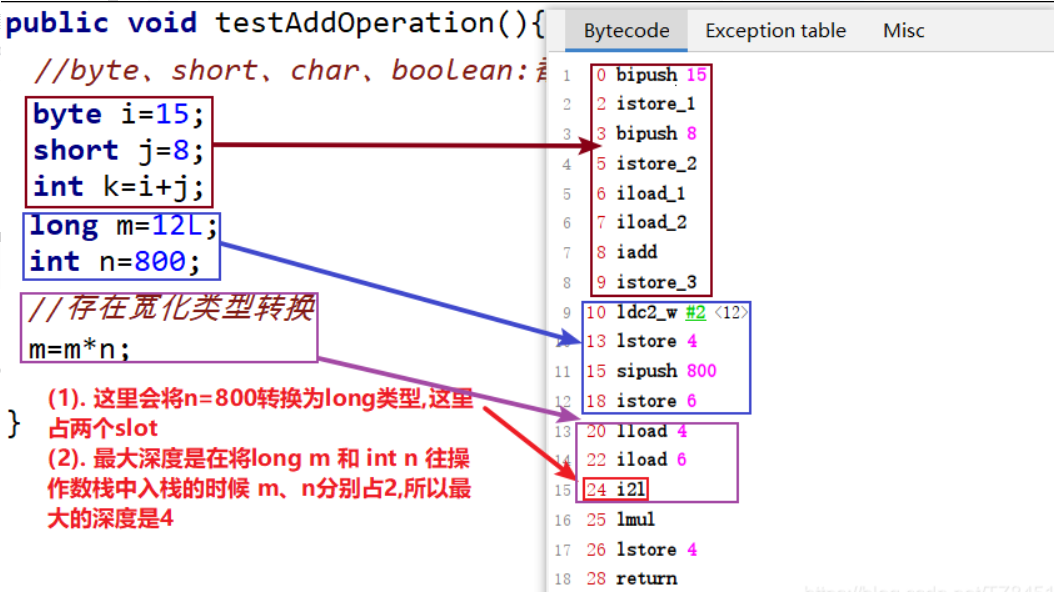 public void testAddOperation(){
//byte、short、char、boolean:
byte i=15;
short j=8;
int k=i+j;
long m=12L;
int n=800;
//存在宽化类型转换
m=m*n;
(1). 这里会将n=800转换为long类型,这里
占两个slot
(2). 最大深度是在将long m 和 int n 往操
作数栈中入栈的时候 m、n分别占2,所以最
大的深度是4
}
Bytecode Exception table Misc
1 0 bipush 15
2 2 istore_1
3 3 bipush 8
4 5 istore_2
5 6 iload_1
6 7 iload_2
7 8 iadd
8 9 istore_3
9 10 ldc2_w #2 <12>
10 13 lstore 4
11 15 sipush 800
12 18 istore 6
13 20 lload 4
14 22 iload 6
15 24 i2l
16 25 lmul
17 26 lstore 4
18 28 return